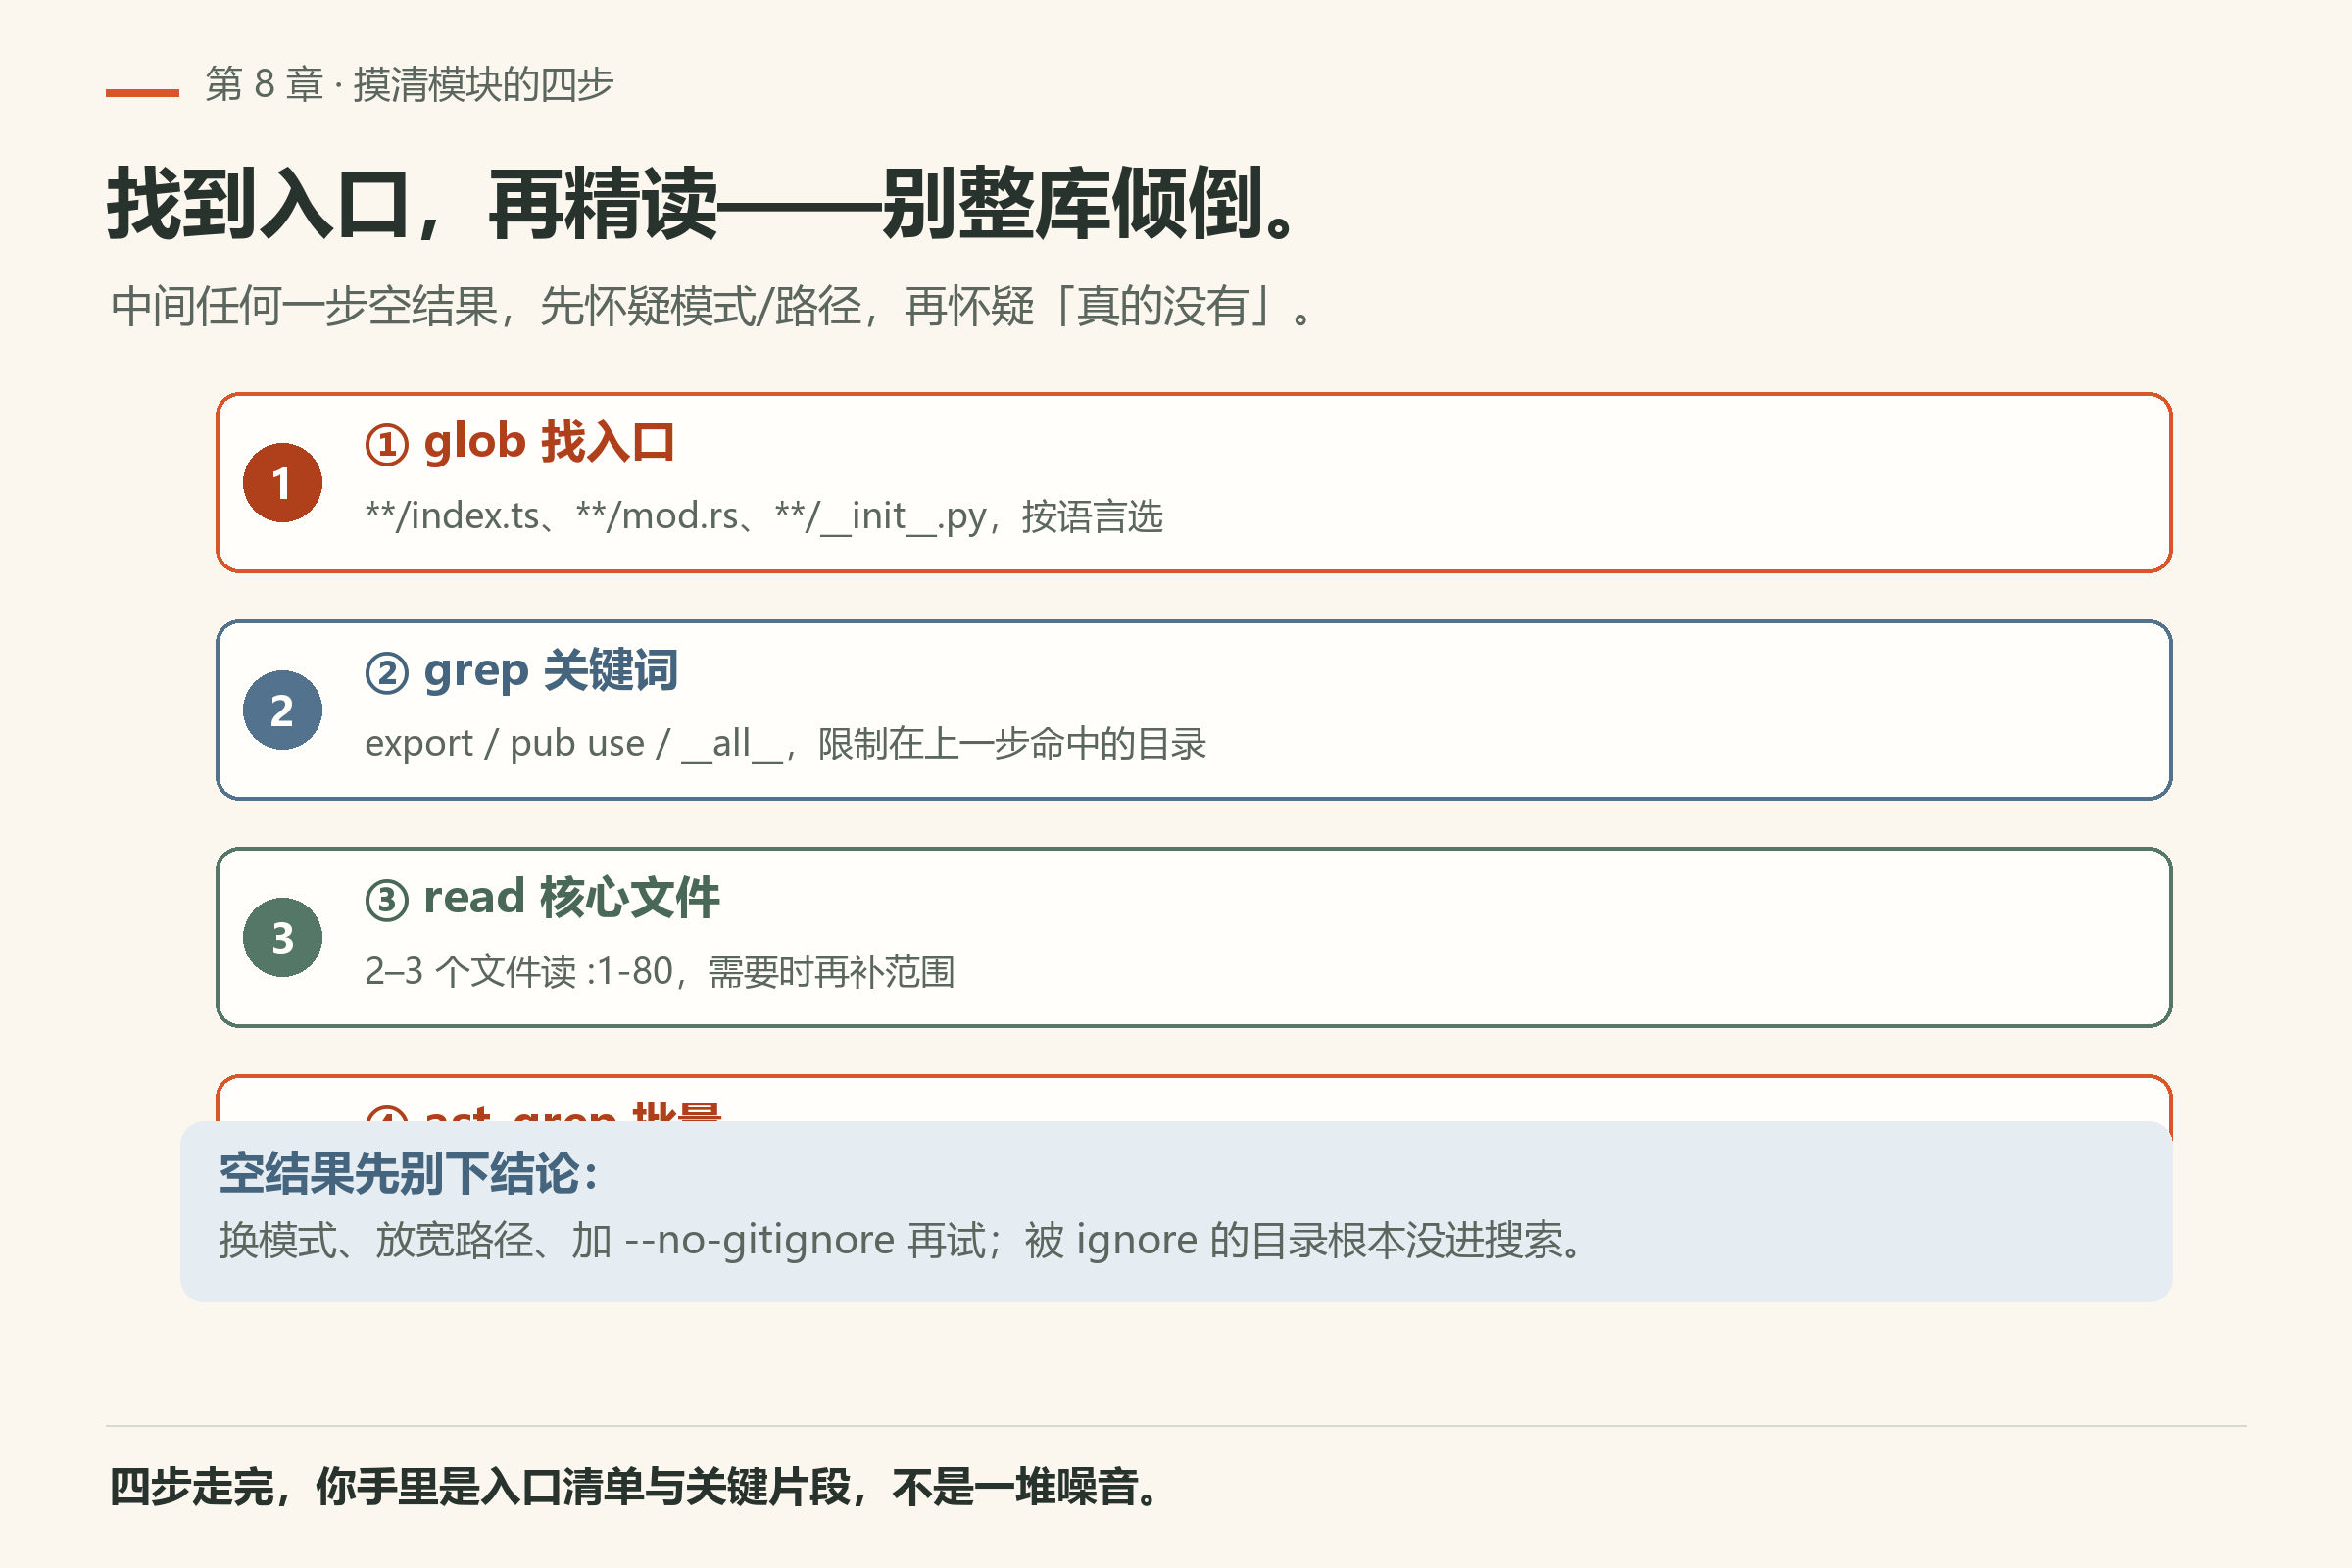 第 8 章 · 摸清模块的四步
找到入口，再精读——别整库倾倒。
中间任何一步空结果，先怀疑模式/路径，再怀疑「真的没有」。
1
① glob 找入口
**/index.ts、**/mod.rs、**/__init__.py，按语言选
2
② grep 关键词
export / pub use / __all__，限制在上一步命中的目录
3
③ read 核心文件
2–3 个文件读 :1-80，需要时再补范围
④ ast-grep 批量
空结果先别下结论：
换模式、放宽路径、加 --no-gitignore 再试；被 ignore 的目录根本没进搜索。
四步走完，你手里是入口清单与关键片段，不是一堆噪音。